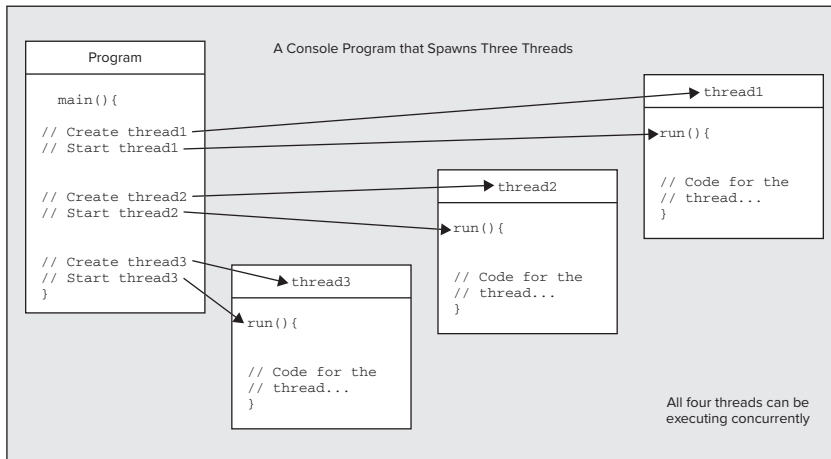 A Console Program that Spawns Three Threads
Program
main(){
// Create thread1
// Start thread1
// Create thread2
// Start thread2
// Create thread3
// Start thread3
}
thread1
run(){
// Code for the
// thread...
}
thread2
run(){
// Code for the
// thread...
}
thread3
run(){
// Code for the
// thread...
}
All four threads can be
executing concurrently